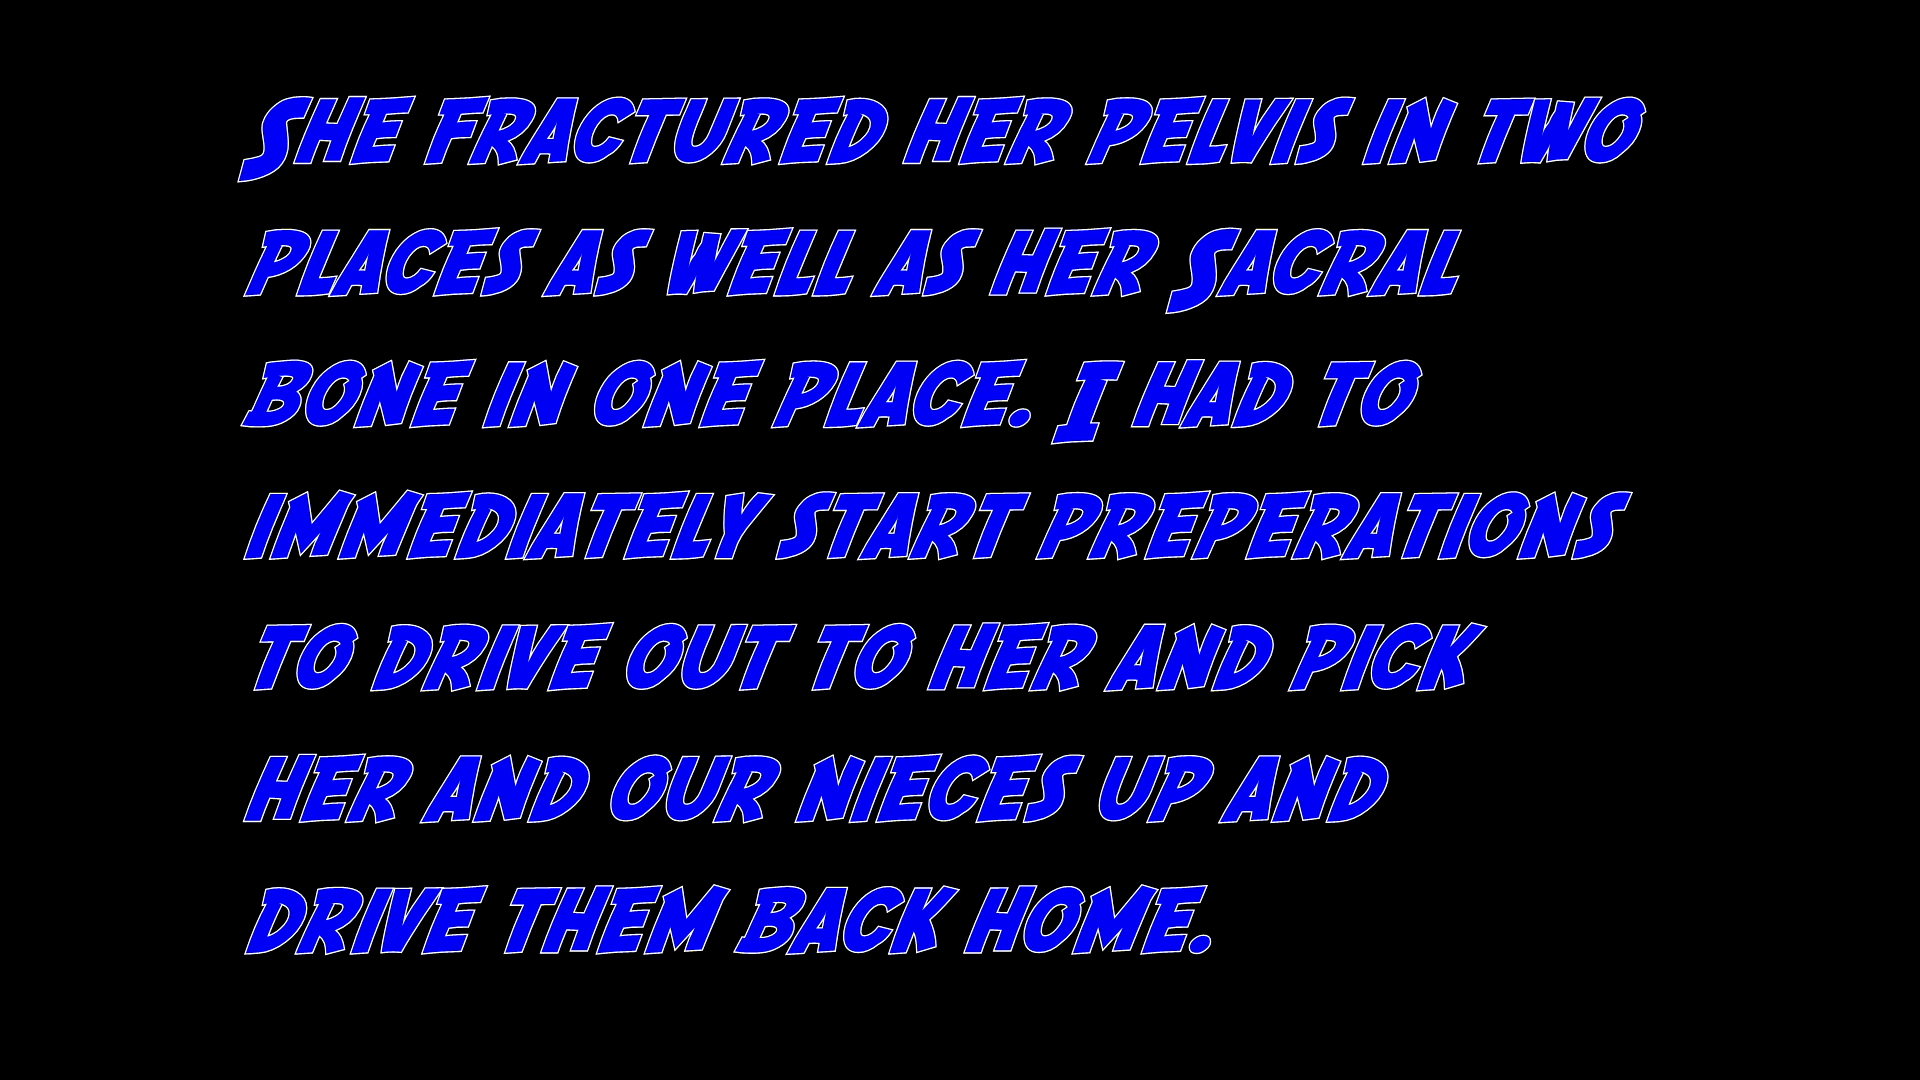 She fractured her pelvis in two
places as well as her Sacral
bone in one place. I had to
immediately start preperations
to drive out to her and pick
her and our nieces up and
drive them back home.